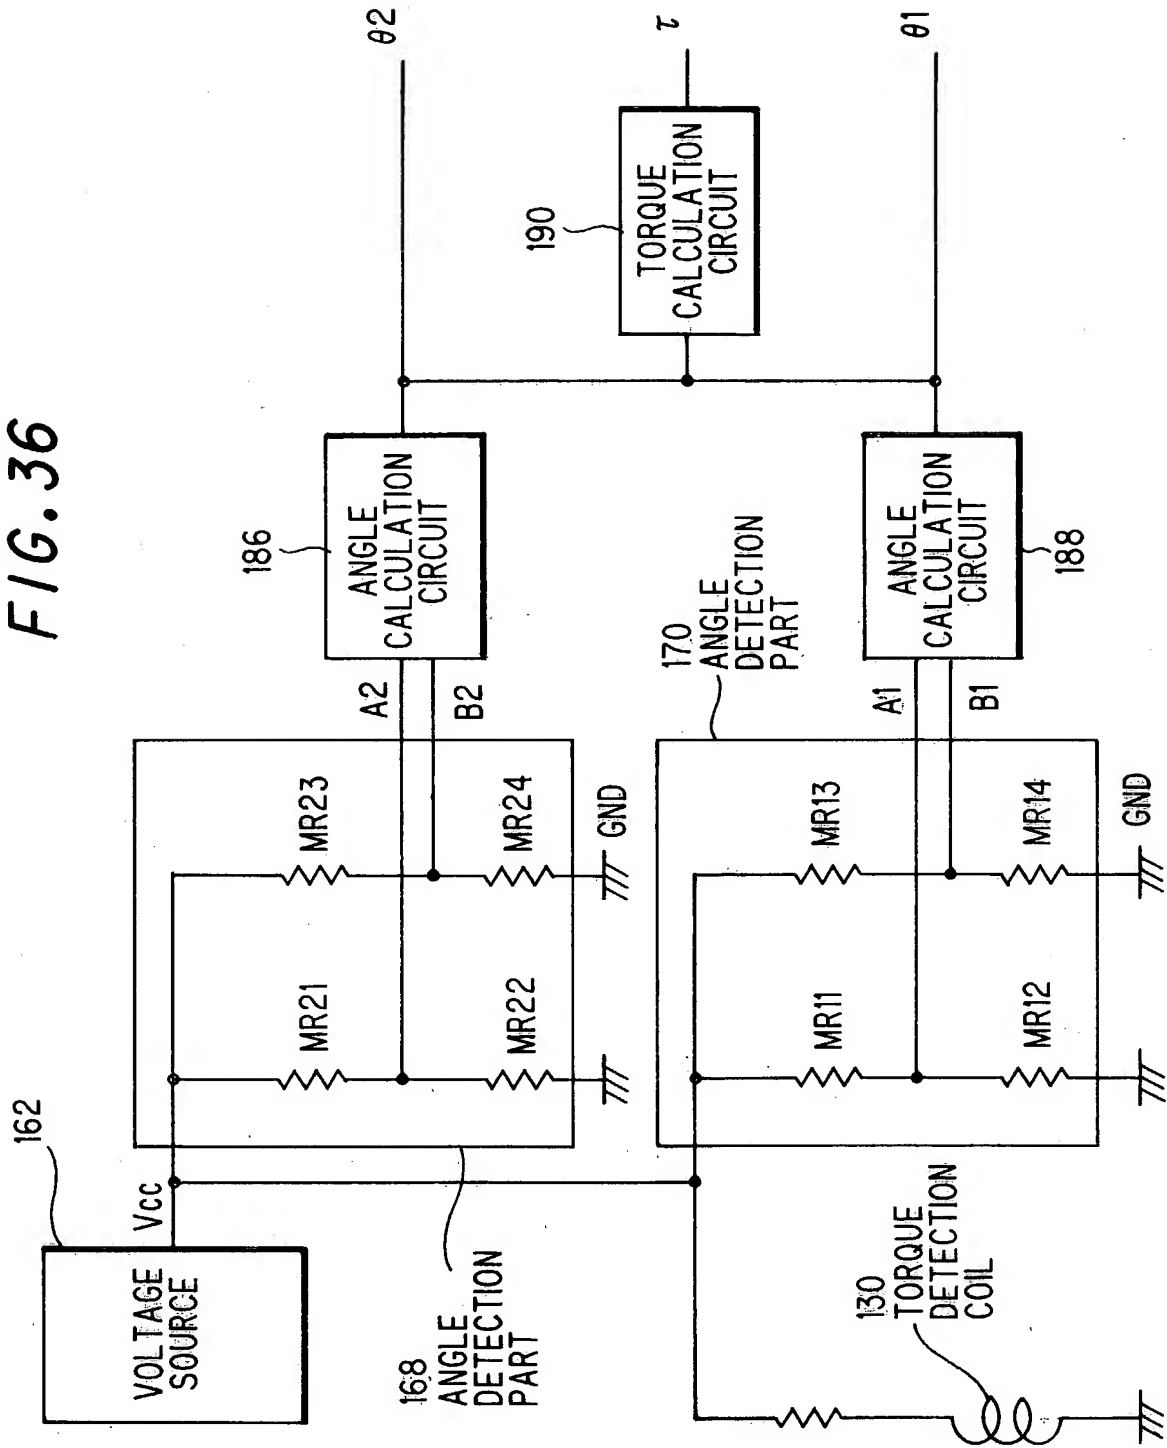 FIG. 36
162
VOLTAGE
SOURCE
Vcc
168
ANGLE
DETECTION
PART
MR21
MR22
MR23
MR24
GND
A2
B2
186
ANGLE
CALCULATION
CIRCUIT
θ2
190
TORQUE
CALCULATION
CIRCUIT
τ
130
TORQUE
DETECTION
COIL
170
ANGLE
DETECTION
PART
MR11
MR12
MR13
MR14
GND
A1
B1
188
ANGLE
CALCULATION
CIRCUIT
θ1